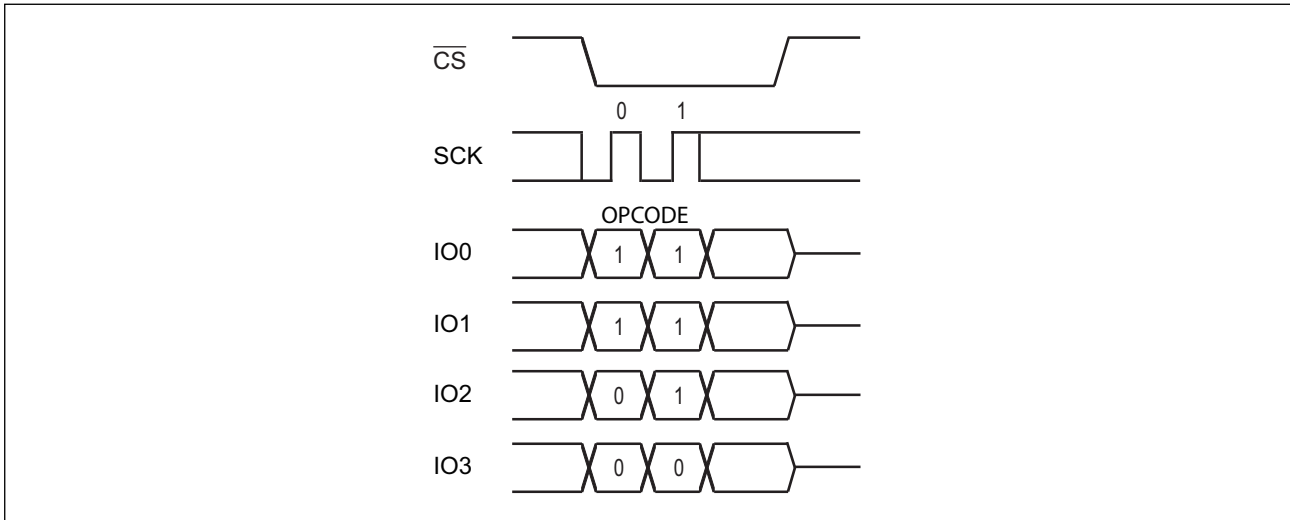 CS
0 1
SCK
OPCODE
IO0 1 1
IO1 1 1
IO2 0 1
IO3 0 0